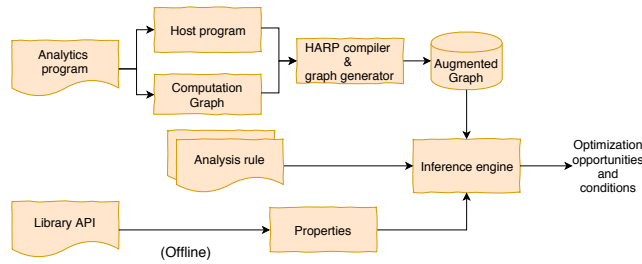 Analytics
program
Host program
Computation
Graph
HARP compiler
&
graph generator
Augmented
Graph
Analysis rule
Inference engine
Optimization
opportunities
and
conditions
Library API
(Offline)
Properties